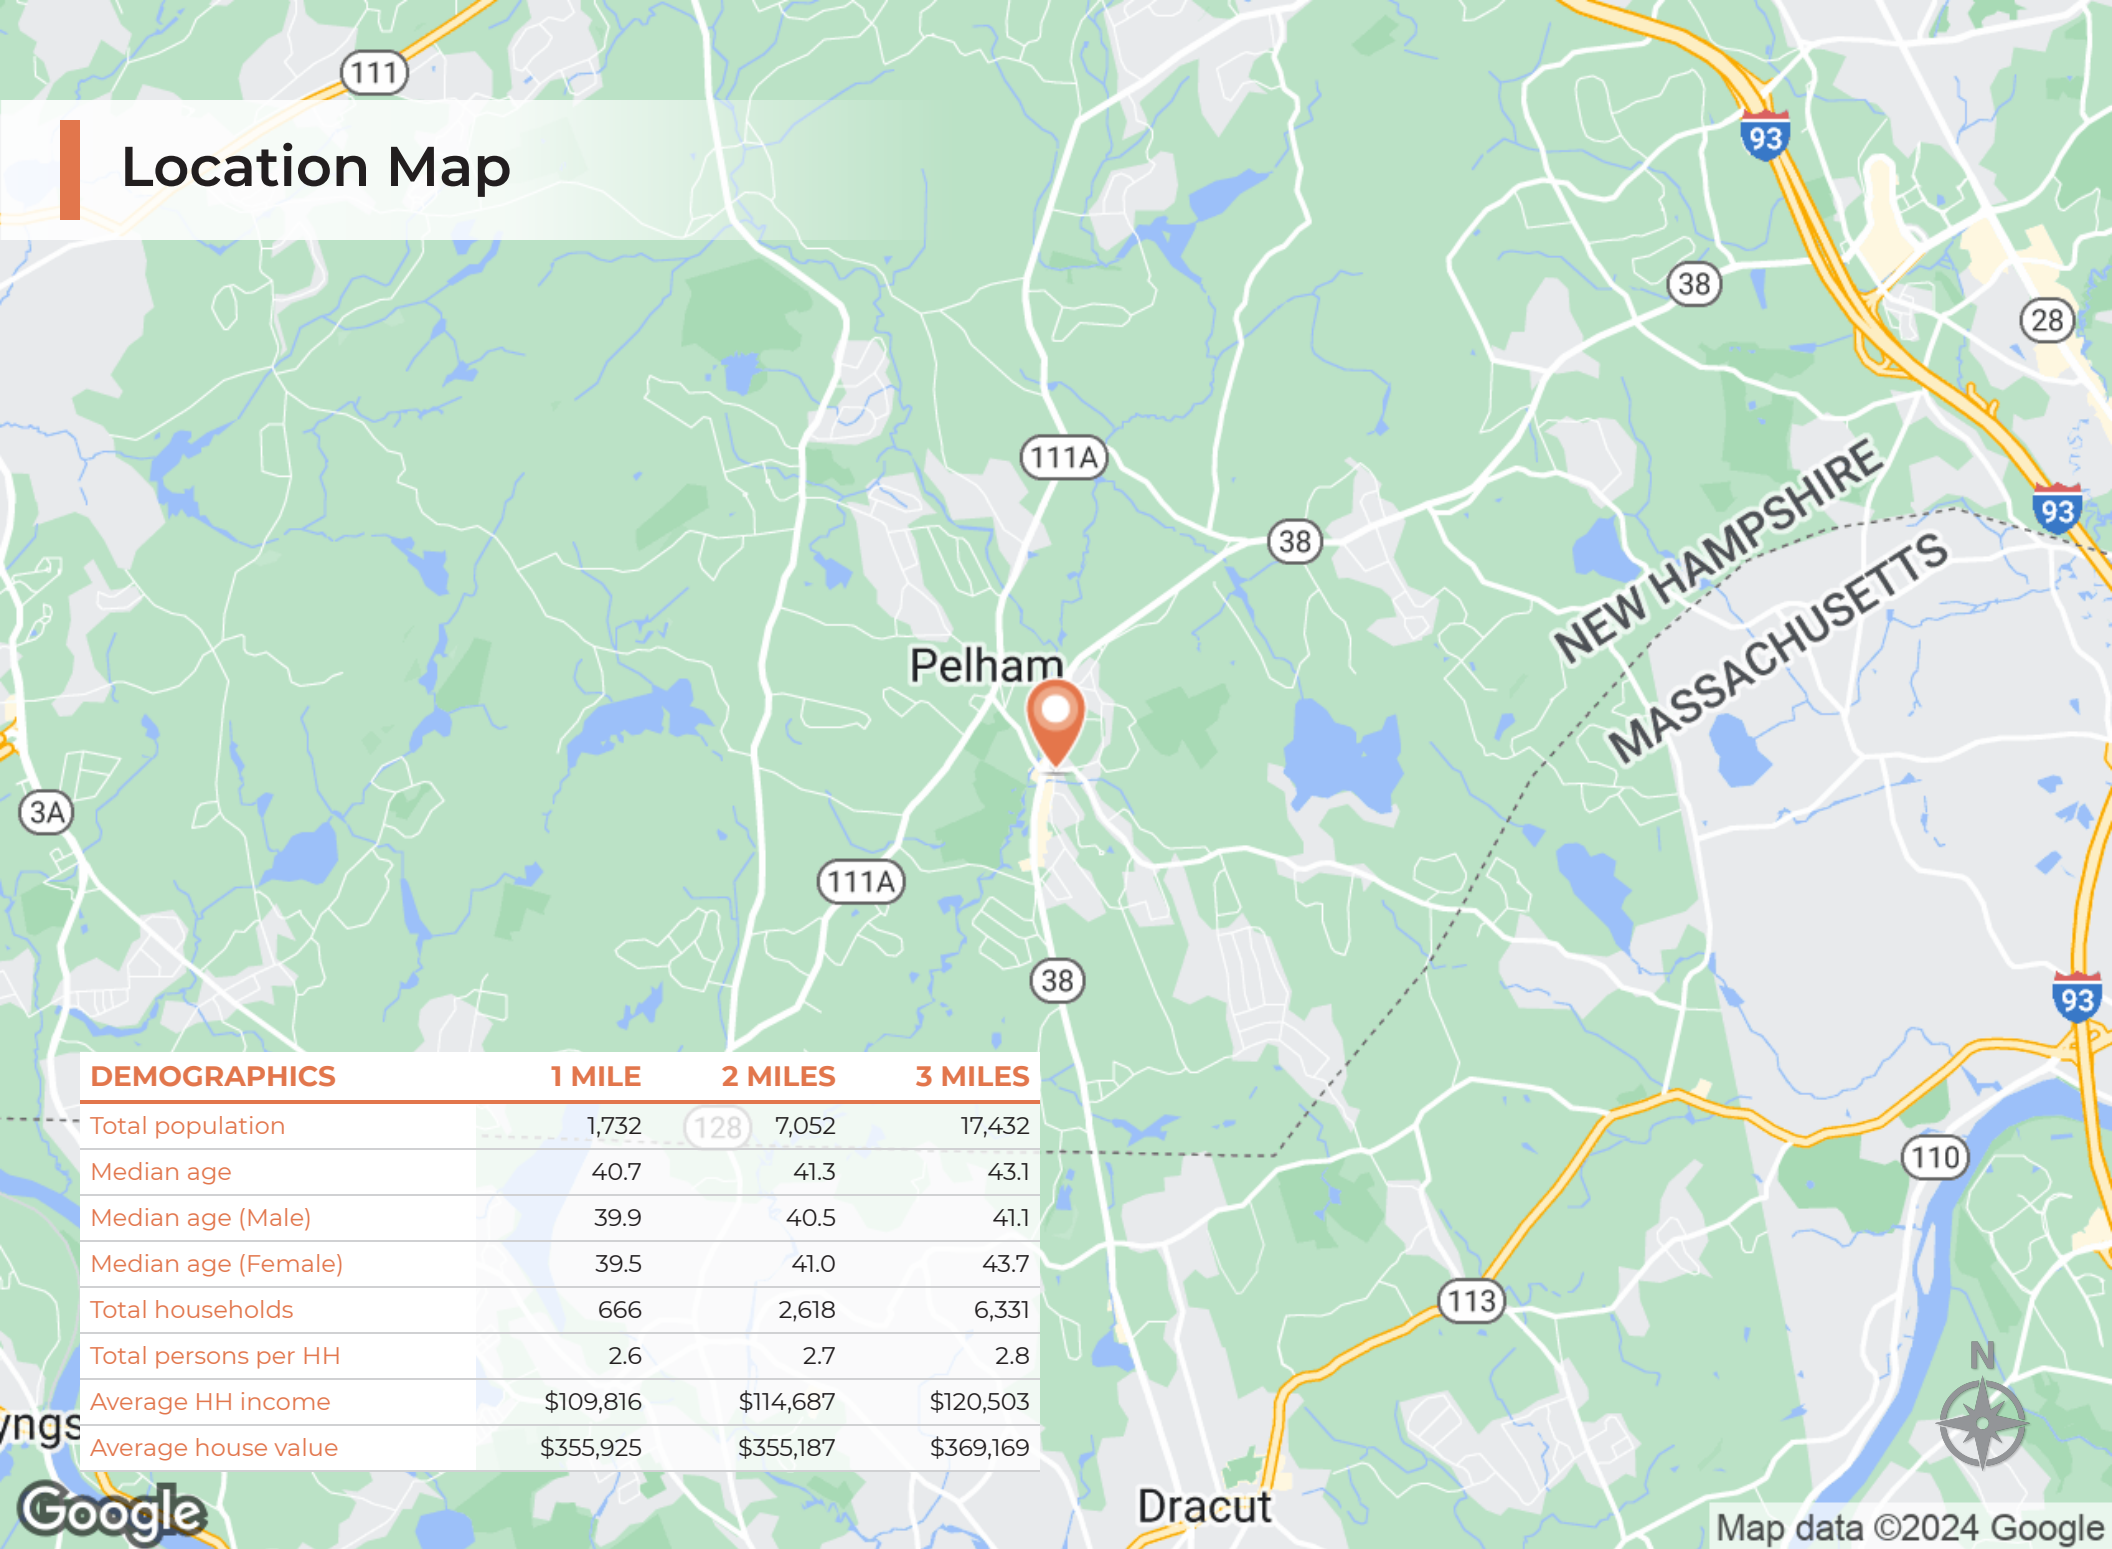 111
93
Location Map
38
28
111A
NEW HAMPSHIRE
93
38
MASSACHUSETTS
Pelham
3A
111A
38
93
DEMOGRAPHICS 1 MILE 2 MILES 3 MILES
Total population 1,732 7,052 17,432
128
Median age 40.7 41.3 43.1
110
Median age (Male) 39.9 40.5 41.1
Median age (Female) 39.5 41.0 43.7
Total households 666 2,618 6,331
113
Total persons per HH 2.6 2.7 2.8
N
Average HH income $109,816 $114,687 $120,503
yngs
Average house value $355,925 $355,187 $369,169
Google
Dracut
Map data ©2024 Google